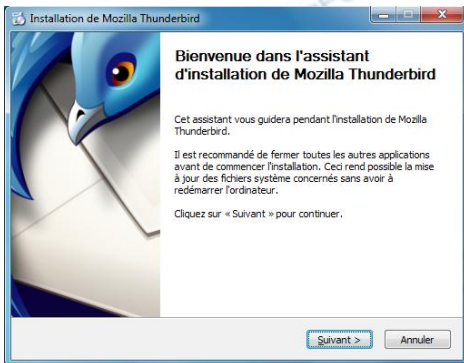 Installation de Mozilla Thunderbird
Bienvenue dans l'assistant
d'installation de Mozilla Thunderbird
Cet assistant vous guidera pendant l'installation de Mozilla
Thunderbird.
Il est recommandé de fermer toutes les autres applications
avant de commencer l'installation. Ceci rend possible la mise
à jour des fichiers système concernés sans avoir à
redémarrer l'ordinateur.
Cliquez sur « Suivant » pour continuer.
Suivant > Annuler